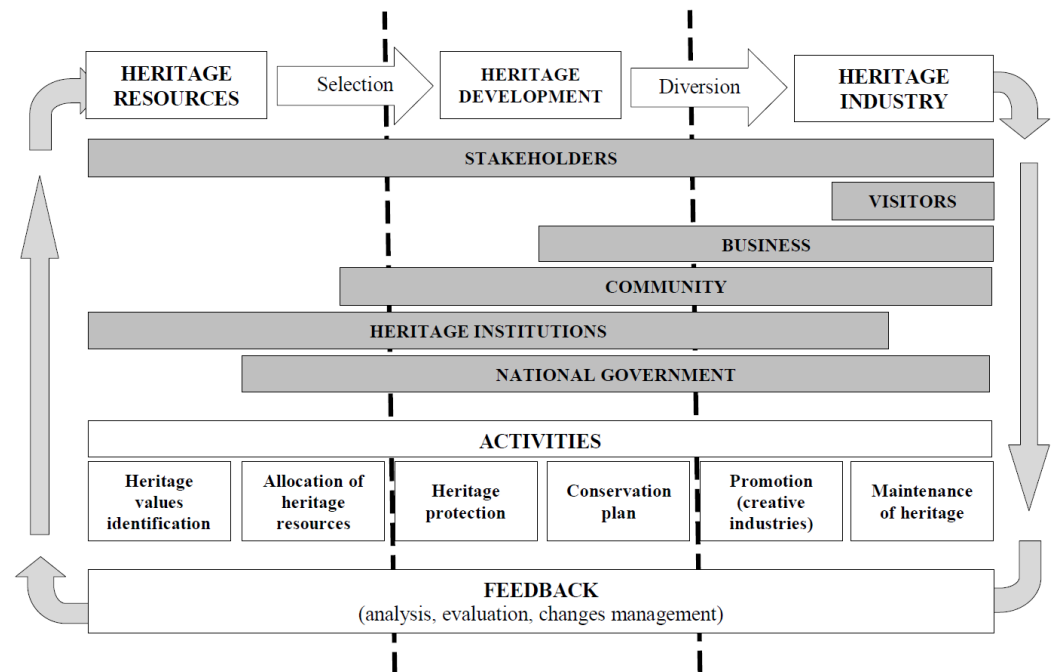 HERITAGE
RESOURCES
Selection
HERITAGE
DEVELOPMENT
Diversion
HERITAGE
INDUSTRY
STAKEHOLDERS
VISITORS
BUSINESS
COMMUNITY
HERITAGE INSTITUTIONS
NATIONAL GOVERNMENT
ACTIVITIES
Heritage
values
identification
Allocation of
heritage
resources
Heritage
protection
Conservation
plan
Promotion
(creative
industries)
Maintenance
of heritage
FEEDBACK
(analysis, evaluation, changes management)